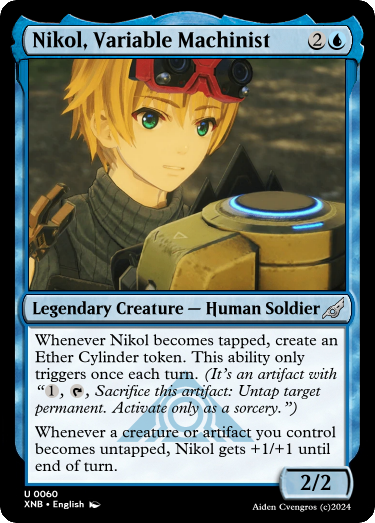 Nikol, Variable Machinist 2
Legendary Creature — Human Soldier
Whenever Nikol becomes tapped, create an
Ether Cylinder token. This ability only
triggers once each turn. (It's an artifact with
“1, , Sacrifice this artifact: Untap target
permanent. Activate only as a sorcery.”)
Whenever a creature or artifact you control
becomes untapped, Nikol gets +1/+1 until
end of turn.
2/2
U 0060
XNB • English
Aiden Cvengros (c)2024